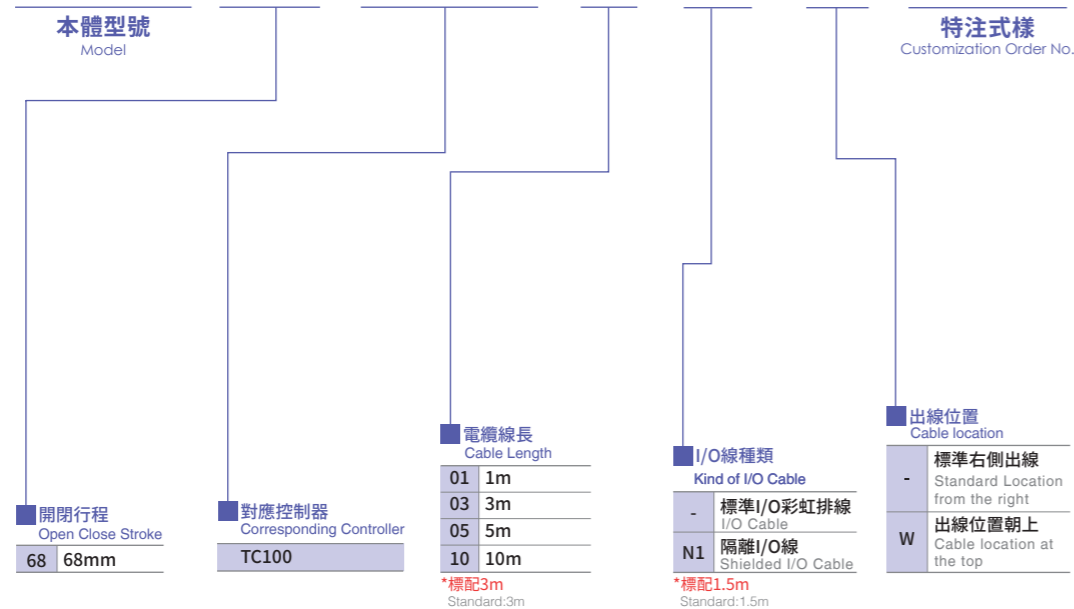 本體型號
Model
特注式樣
Customization Order No.
開閉行程
Open Close Stroke
68 68mm
對應控制器
Corresponding Controller
TC100
電纜線長
Cable Length
01 1m
03 3m
05 5m
10 10m
*標配3m
Standard:3m
I/O線種類
Kind of I/O Cable
- 標準I/O彩虹排線
I/O Cable
N1 隔離I/O線
Shielded I/O Cable
*標配1.5m
Standard:1.5m
出線位置
Cable location
- 標準右側出線
Standard Location
from the right
W 出線位置朝上
Cable location at
the top